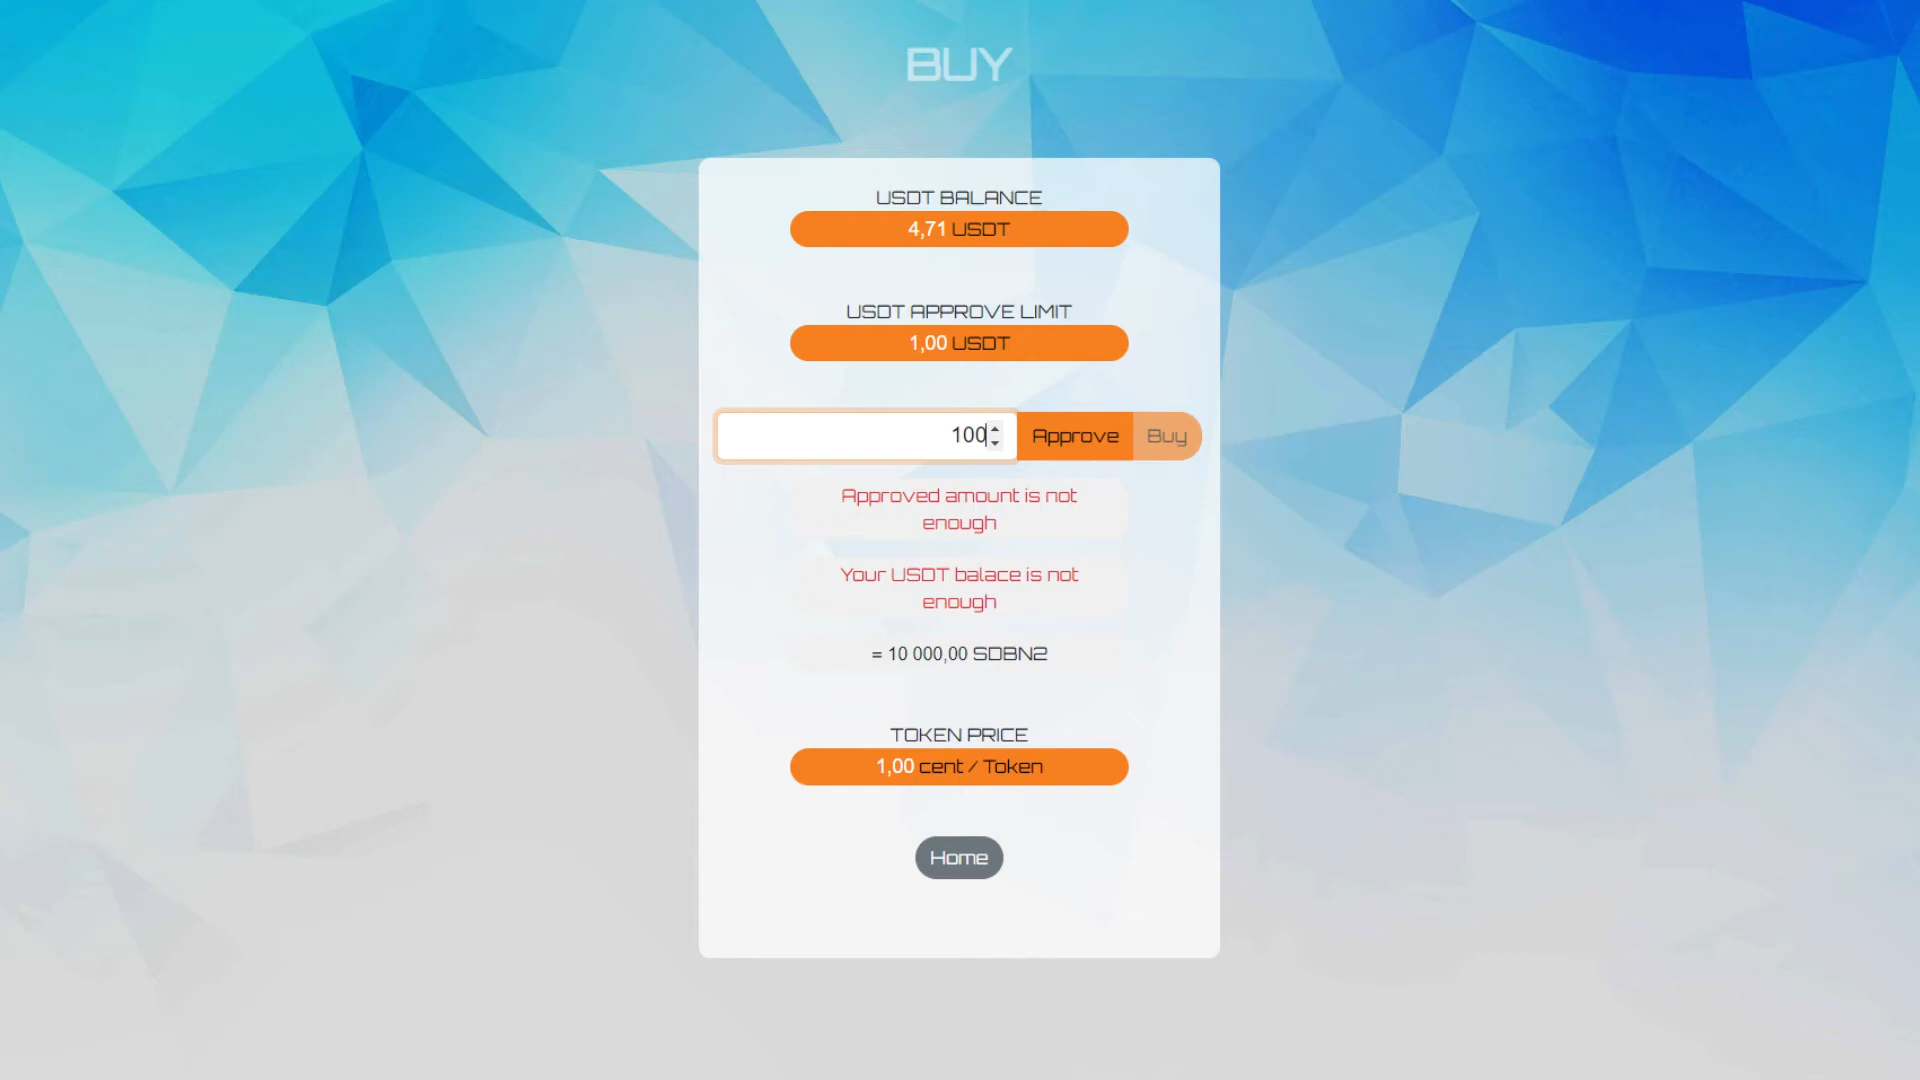 BUY
USDT BALANCE
4,71 USDT
USDT APPROVE LIMIT
1,00 USDT
100 Approve Buy
Approved amount is not
enough
Your USDT balace is not
enough
= 10 000,00 SDBN2
TOKEN PRICE
1,00 cent / Token
Home